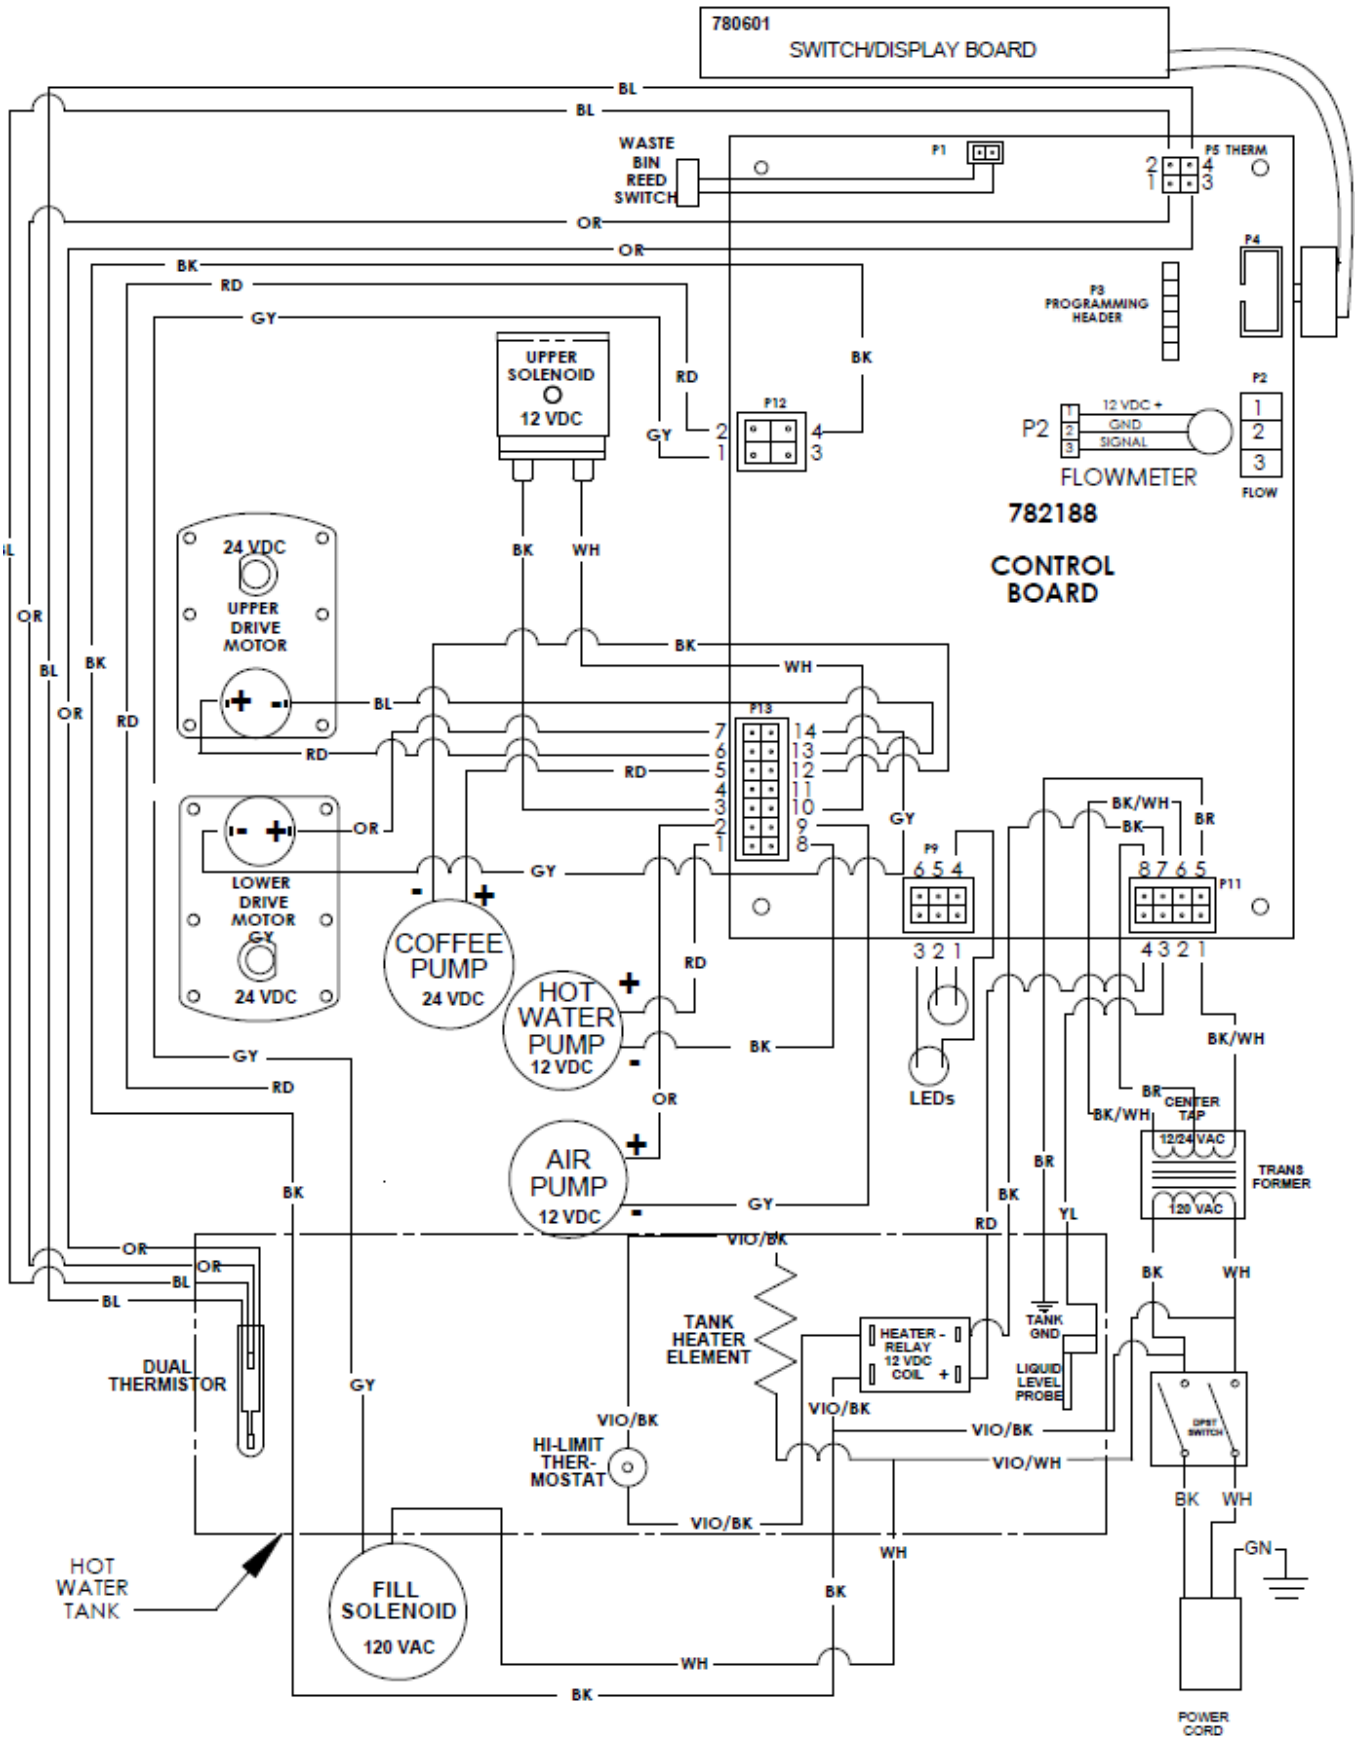 780601
SWITCH/DISPLAY BOARD
BL
BL
WASTE
BIN
REED
SWITCH
P1
P5 THERM
2 4
1 3
OR
OR
BK
RD
GY
P4
P3
PROGRAMMING
HEADER
UPPER
SOLENOID
12 VDC
RD
BK
GY
P12
2 4
1 3
P2
1
2
3
12 VDC +
GND
SIGNAL
FLOWMETER
P2
1
2
3
FLOW
782188
CONTROL
BOARD
BK
WH
24 VDC
UPPER
DRIVE
MOTOR
+ -
OR
BL
BK
OR
RD
BK
WH
BL
RD
RD
P13
7 14
6 13
5 12
4 11
3 10
2 9
1 8
+
-
OR
GY
LOWER
DRIVE
MOTOR
GY
24 VDC
GY
BK/WH
BK
BR
P9
6 5 4
3 2 1
8 7 6 5
P11
4 3 2 1
- +
COFFEE
PUMP
24 VDC
RD
HOT
WATER
PUMP
12 VDC
+
-
BK
OR
LEDs
GY
RD
BK/WH
BR
CENTER
TAP
BK/WH
12/24 VAC
TRANS
FORMER
120 VAC
AIR
PUMP
12 VDC
+
-
GY
BK
BR
BK
RD
YL
VIO/BK
OR
OR
BL
BL
BK
WH
TANK
HEATER
ELEMENT
HEATER -
RELAY
12 VDC
COIL +
TANK
GND
LIQUID
LEVEL
PROBE
DUAL
THERMISTOR
GY
VIO/BK
VIO/BK
VIO/BK
VIO/WH
DPST
SWITCH
HI-LIMIT
THER-
MOSTAT
VIO/BK
BK
WH
GN
WH
BK
HOT
WATER
TANK
FILL
SOLENOID
120 VAC
WH
BK
POWER
CORD